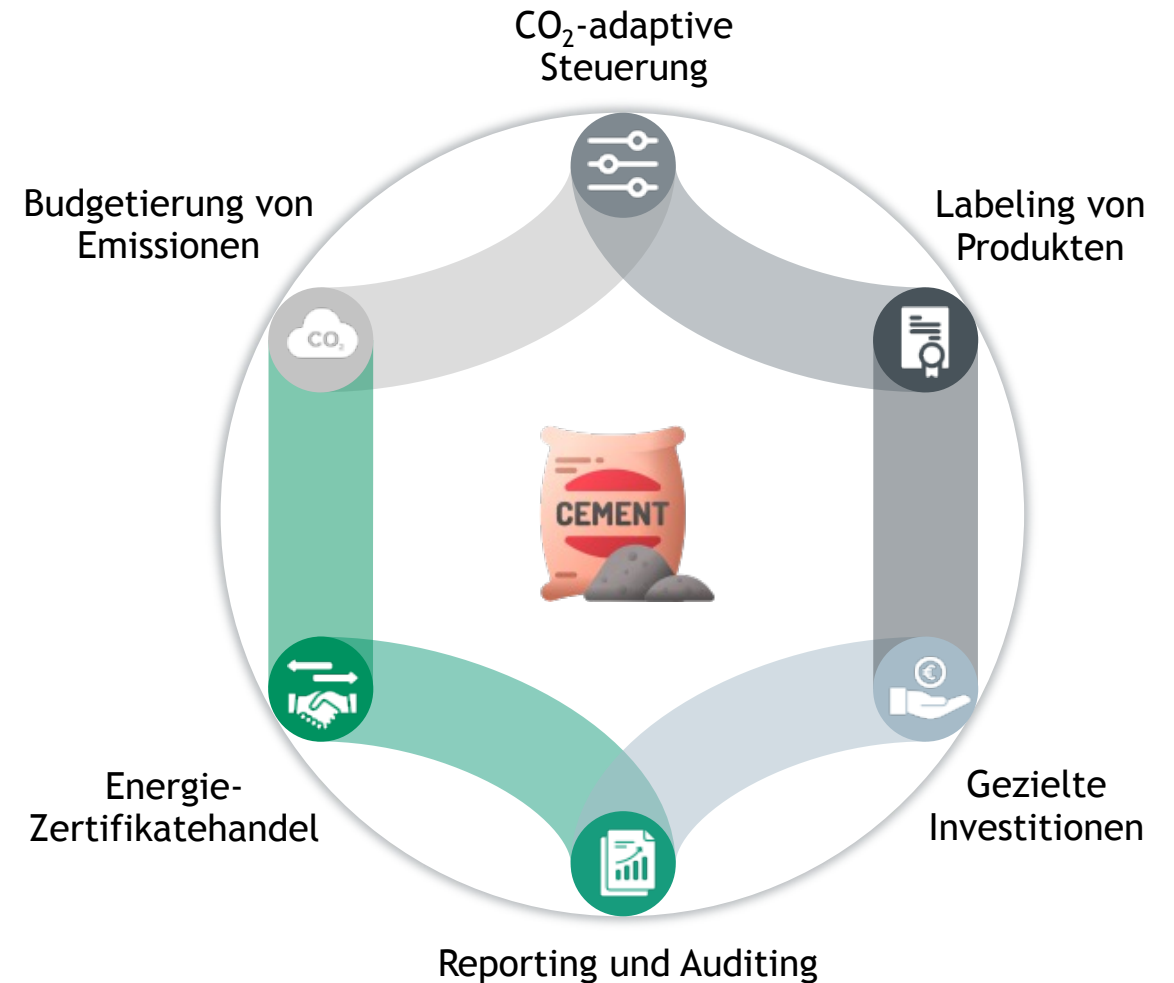 CO₂-adaptive
Steuerung
Budgetierung von
Emissionen
Labeling von
Produkten
CO₂
CEMENT
€
Energie-
Zertifikatehandel
Gezielte
Investitionen
Reporting und Auditing